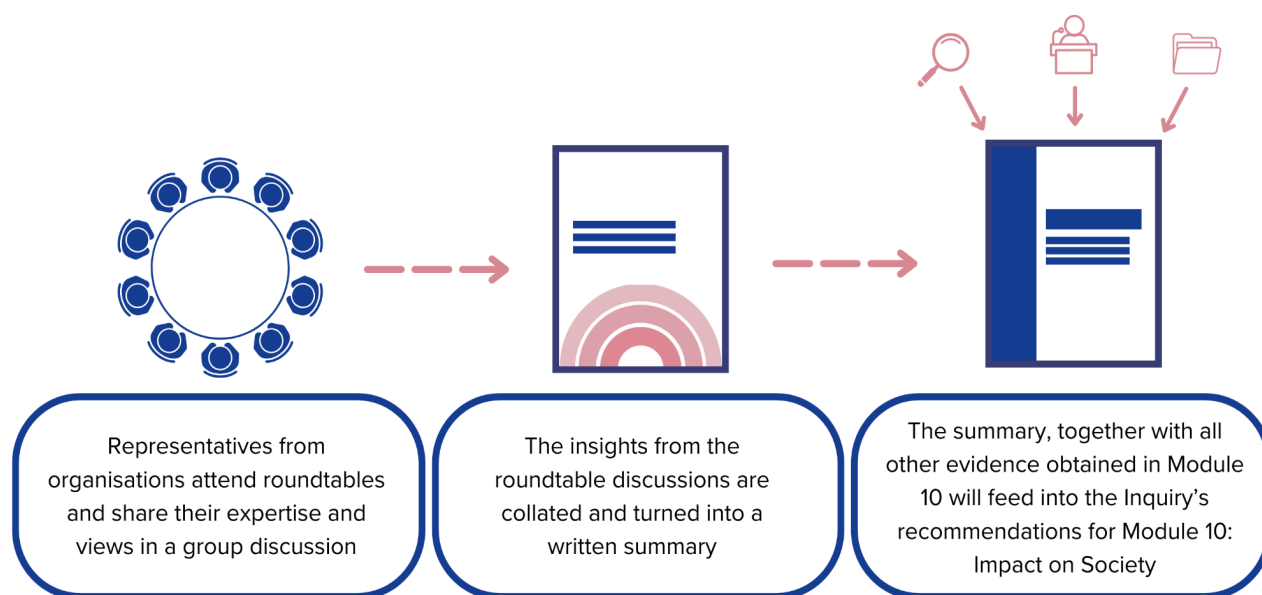 Representatives from
organisations attend roundtables
and share their expertise and
views in a group discussion
The insights from the
roundtable discussions are
collated and turned into a
written summary
The summary, together with all
other evidence obtained in Module
10 will feed into the Inquiry’s
recommendations for Module 10:
Impact on Society